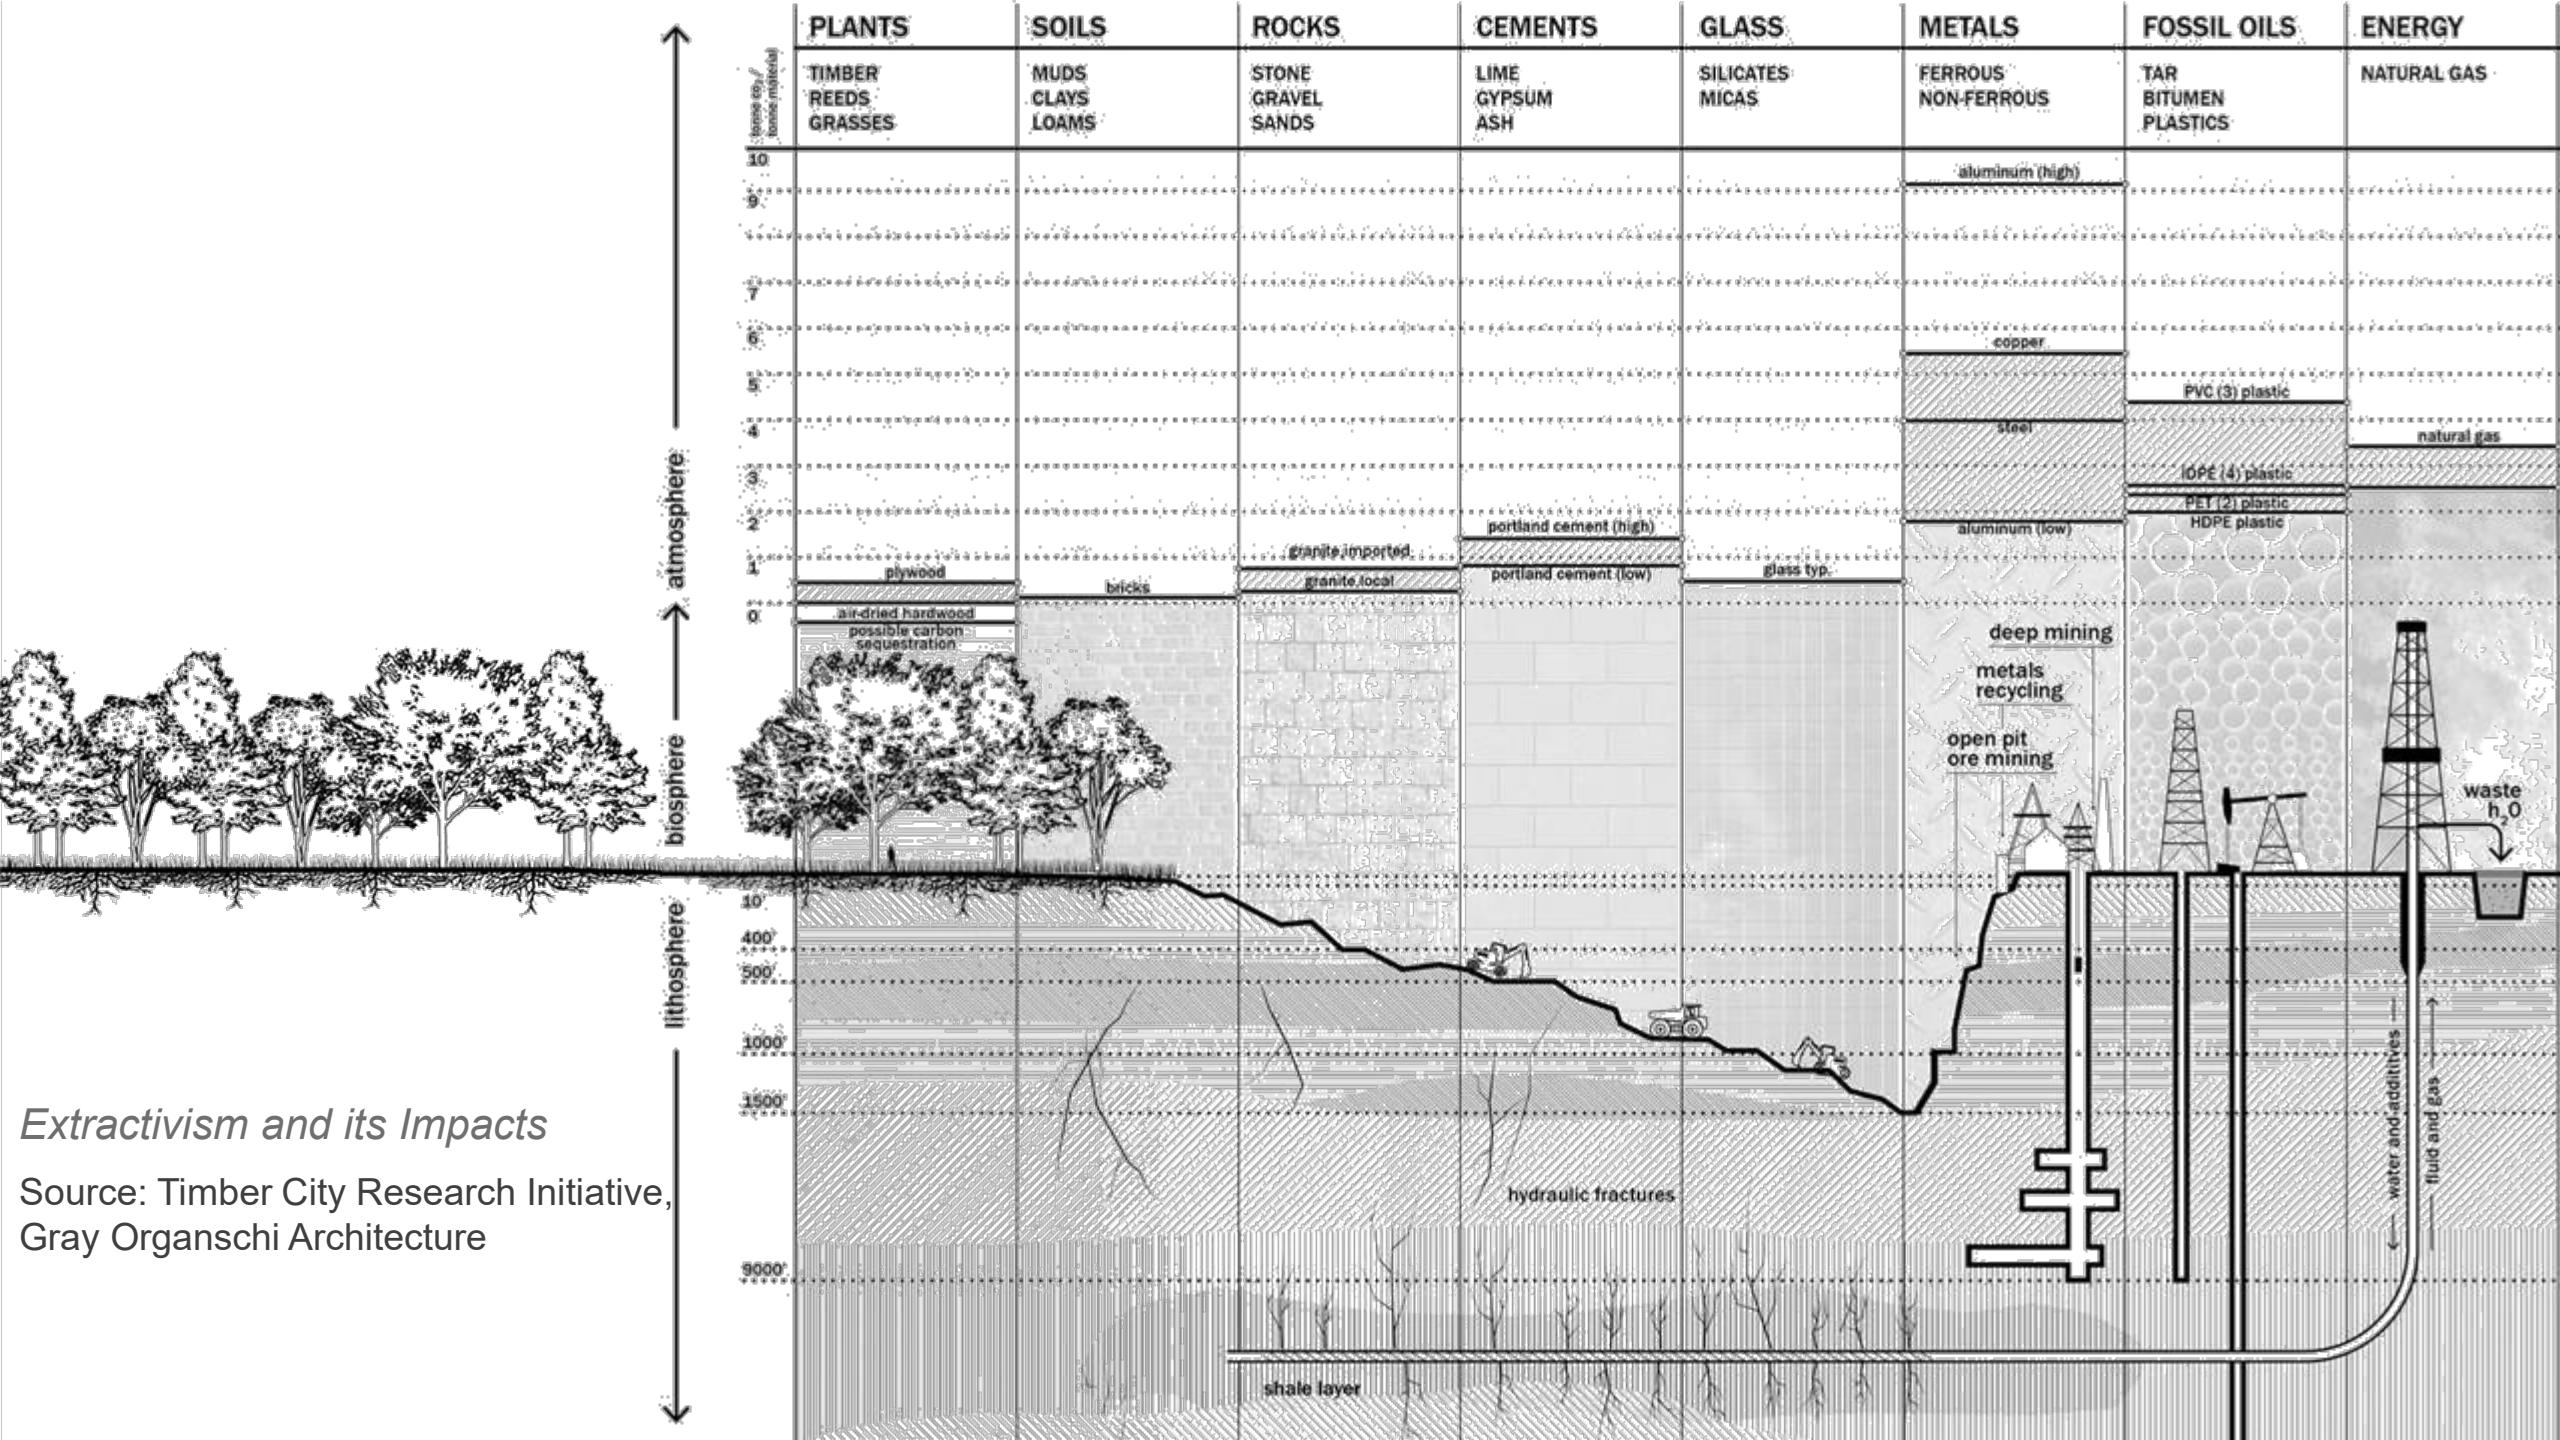 PLANTS
SOILS
ROCKS
CEMENTS
GLASS
METALS
FOSSIL OILS
ENERGY
tonne co₂/
tonne material
TIMBER
REEDS
GRASSES
MUDS
CLAYS
LOAMS
STONE
GRAVEL
SANDS
LIME
GYPSUM
ASH
SILICATES
MICAS
FERROUS
NON-FERROUS
TAR
BITUMEN
PLASTICS
NATURAL GAS
10
9
7
6
5
4
3
2
1
0
plywood
air-dried hardwood
possible carbon
sequestration
bricks
granite imported
granite local
portland cement (high)
portland cement (low)
glass typ.
aluminum (high)
copper
steel
aluminum (low)
PVC (3) plastic
lDPE (4) plastic
PET (2) plastic
HDPE plastic
natural gas
atmosphere
biosphere
lithosphere
deep mining
metals
recycling
open pit
ore mining
waste
h₂O
10'
400'
500'
1000'
1500'
9000'
water and additives
fluid and gas
hydraulic fractures
shale layer
Extractivism and its Impacts
Source: Timber City Research Initiative,
Gray Organschi Architecture